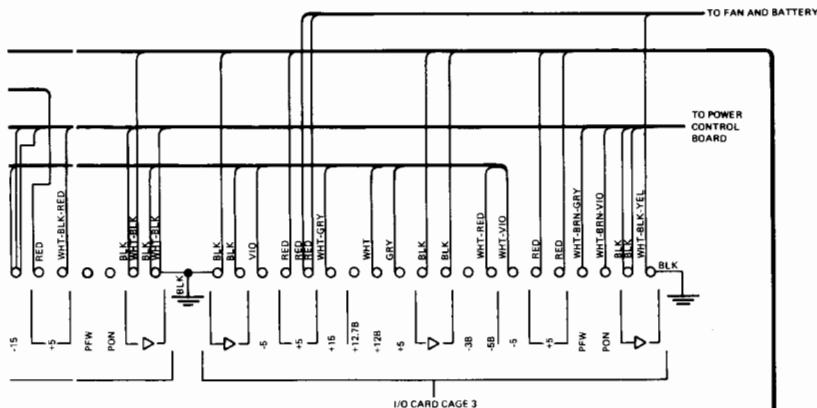 TO FAN AND BATTERY
TO POWER
CONTROL
BOARD
RED
WHT-BLK-RED
BLK
WHT-BLK
BLK
WHT-BLK
BLK
BLK
BLK
VIO
RED
RED
RED
WHT-GRY
WHT
GRY
BLK
BLK
WHT-RED
WHT-VIO
RED
RED
WHT-BRN-GRY
WHT-BRN-VIO
BLK
BLK
WHT-BLK-YEL
BLK
-15
+5
PFW
PON
-5
+5
+15
+12.7B
+12B
+5
-3B
-5B
-5
+5
PFW
PON
I/O CARD CAGE 3